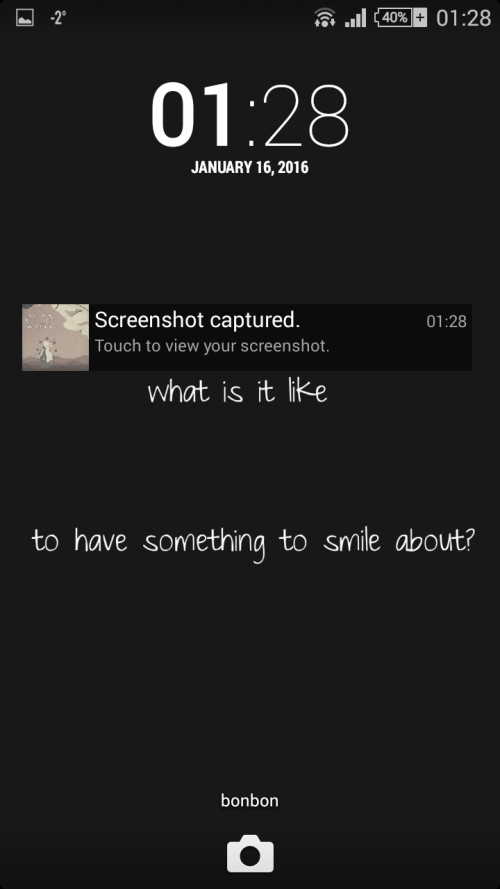 -2° 40% 01:28
01:28
JANUARY 16, 2016
Screenshot captured. 01:28
Touch to view your screenshot.
what is it like
to have something to smile about?
bonbon